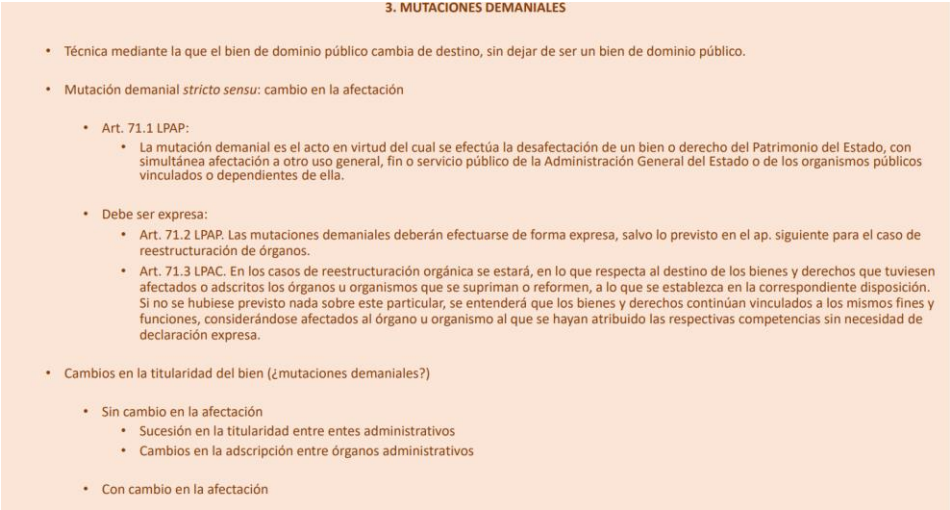 3. MUTACIONES DEMANIALES
• Técnica mediante la que el bien de dominio público cambia de destino, sin dejar de ser un bien de dominio público.
• Mutación demanial stricto sensu: cambio en la afectación
• Art. 71.1 LPAP:
• La mutación demanial es el acto en virtud del cual se efectúa la desafectación de un bien o derecho del Patrimonio del Estado, con
simultánea afectación a otro uso general, fin o servicio público de la Administración General del Estado o de los organismos públicos
vinculados o dependientes de ella.
• Debe ser expresa:
• Art. 71.2 LPAP. Las mutaciones demaniales deberán efectuarse de forma expresa, salvo lo previsto en el ap. siguiente para el caso de
reestructuración de órganos.
• Art. 71.3 LPAC. En los casos de reestructuración orgánica se estará, en lo que respecta al destino de los bienes y derechos que tuviesen
afectados o adscritos los órganos u organismos que se supriman o reformen, a lo que se establezca en la correspondiente disposición.
Si no se hubiese previsto nada sobre este particular, se entenderá que los bienes y derechos continúan vinculados a los mismos fines y
funciones, considerándose afectados al órgano u organismo al que se hayan atribuido las respectivas competencias sin necesidad de
declaración expresa.
• Cambios en la titularidad del bien (¿mutaciones demaniales?)
• Sin cambio en la afectación
• Sucesión en la titularidad entre entes administrativos
• Cambios en la adscripción entre órganos administrativos
• Con cambio en la afectación